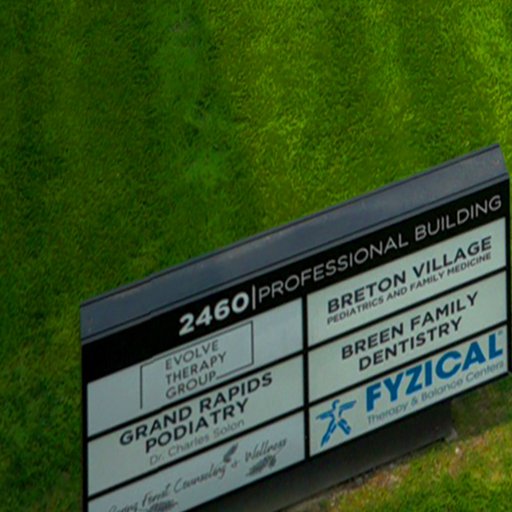 2460|PROFESSIONAL BUILDING
EVOLVE
THERAPY
GROUP
GRAND RAPIDS
PODIATRY
Dr. Charles Solon
Forest Counseling & Wellness
BRETON VILLAGE
PEDIATRICS AND FAMILY MEDICINE
BREEN FAMILY
DENTISTRY
FYZICAL
Therapy & Balance Centers